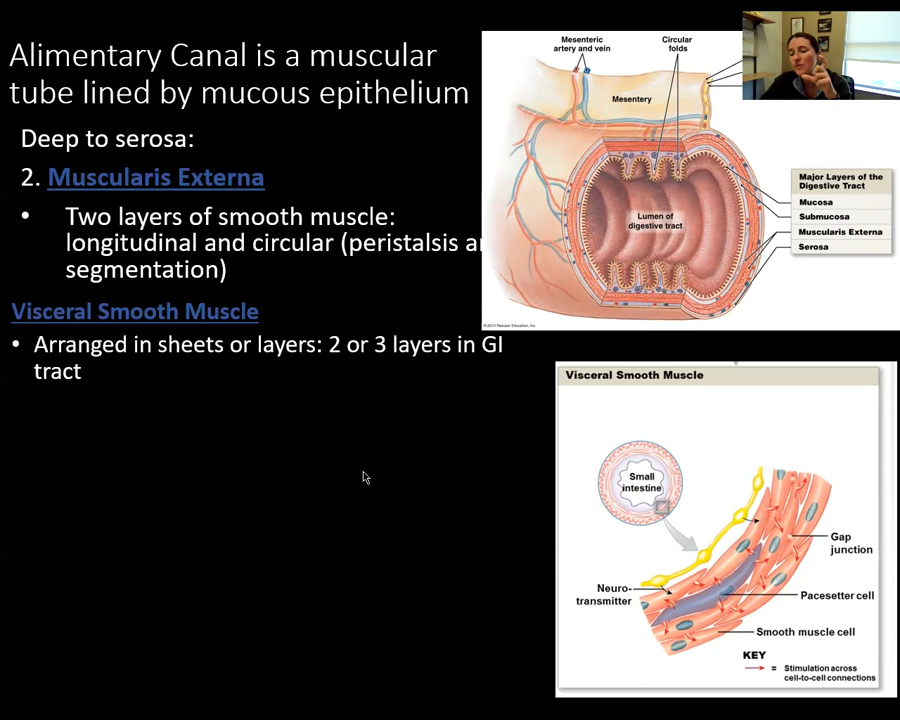 Alimentary Canal is a muscular
tube lined by mucous epithelium
Deep to serosa:
2. Muscularis Externa
• Two layers of smooth muscle:
longitudinal and circular (peristalsis
segmentation)
Visceral Smooth Muscle
• Arranged in sheets or layers: 2 or 3 layers in GI
tract
Mesenteric
artery and vein
Circular
folds
Mesentery
Lumen of
digestive tract
Major Layers of the
Digestive Tract
Mucosa
Submucosa
Muscularis Externa
Serosa
©2011 Pearson Education, Inc.
Visceral Smooth Muscle
Small
intestine
Gap
junction
Neuro-
transmitter
Pacesetter cell
Smooth muscle cell
KEY
= Stimulation across
cell-to-cell connections